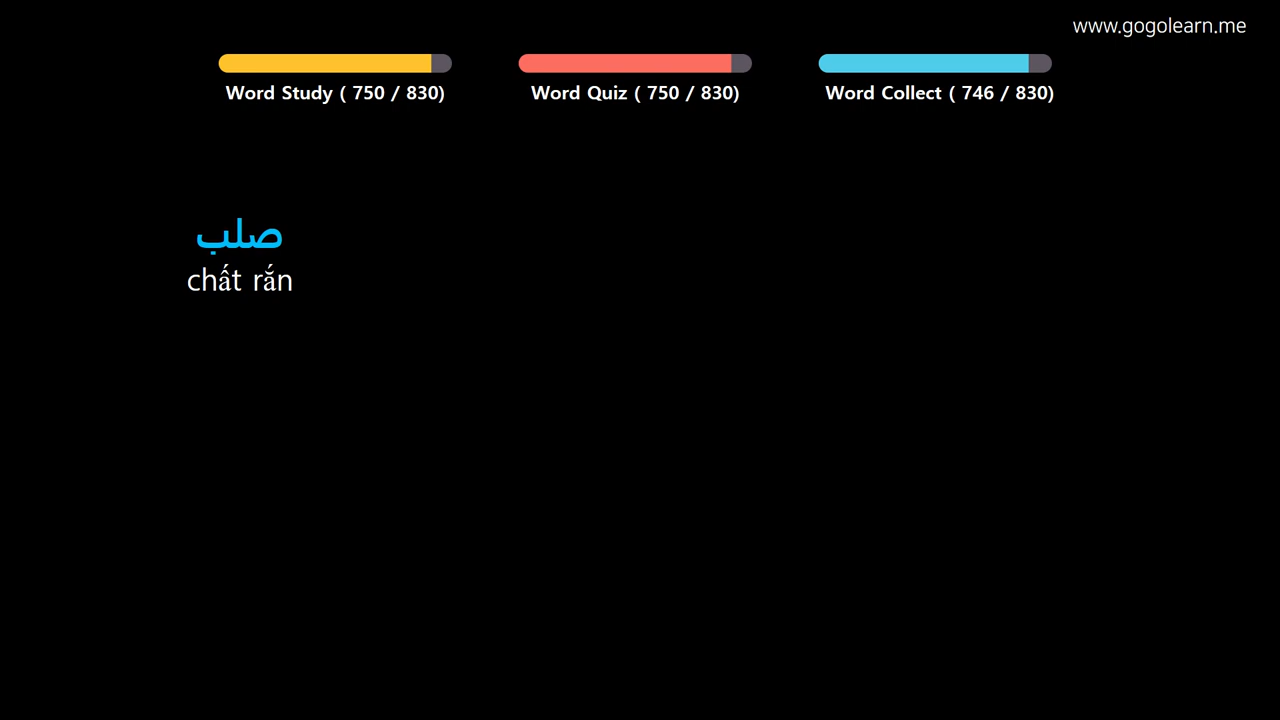 www.gogolearn.me
Word Study ( 750 / 830)
Word Quiz ( 750 / 830)
Word Collect ( 746 / 830)
صلب
chất rắn